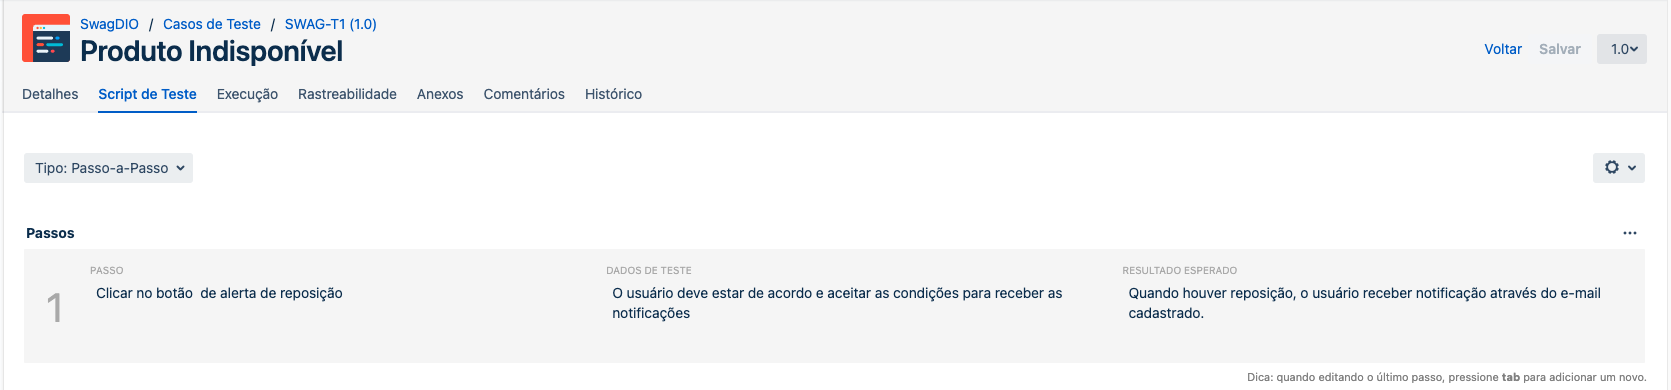 SwagDIO / Casos de Teste / SWAG-T1 (1.0)
Produto Indisponível
Voltar Salvar 1.0
Detalhes Script de Teste Execução Rastreabilidade Anexos Comentários Histórico
Tipo: Passo-a-Passo
Passos
...
1
PASSO
Clicar no botão  de alerta de reposição
DADOS DE TESTE
O usuário deve estar de acordo e aceitar as condições para receber as
notificações
RESULTADO ESPERADO
Quando houver reposição, o usuário receber notificação através do e-mail
cadastrado.
Dica: quando editando o último passo, pressione tab para adicionar um novo.